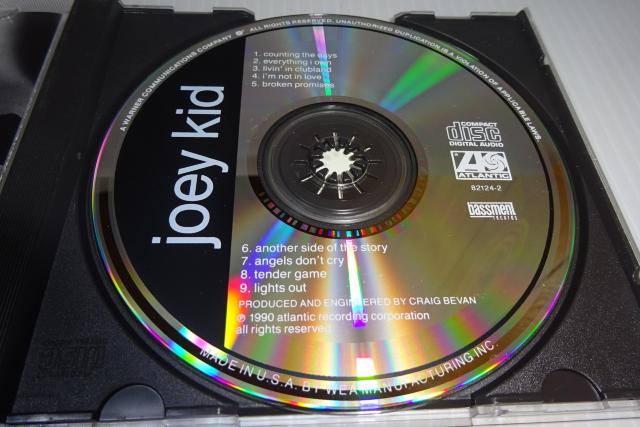 A WARNER COMMUNICATIONS COMPANY ℗ ALL RIGHTS RESERVED. UNAUTHORIZED DUPLICATION IS A VIOLATION OF APPLICABLE LAWS.
joey kid
1. counting the days
2. everything i own
3. livin' in clubland
4. i'm not in love
5. broken promises
COMPACT
disc
DIGITAL AUDIO
ATLANTIC
82124-2
bassment
records
6. another side of the story
7. angels don't cry
8. tender game
9. lights out
PRODUCED AND ENGINEERED BY CRAIG BEVAN
℗ 1990 atlantic recording corporation
all rights reserved
MADE IN U.S.A. BY WEA MANUFACTURING INC.